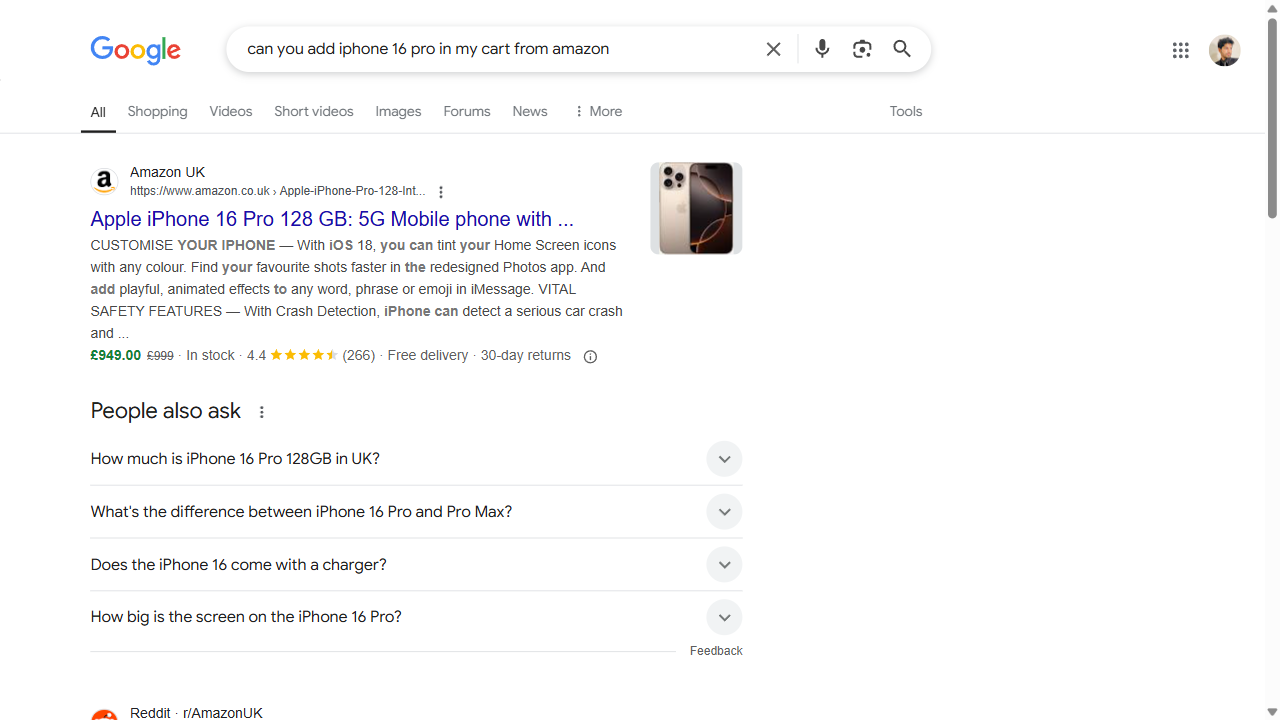 Google
can you add iphone 16 pro in my cart from amazon
All
Shopping
Videos
Short videos
Images
Forums
News
More
Tools
Amazon UK
https://www.amazon.co.uk › Apple-iPhone-Pro-128-Int...
Apple iPhone 16 Pro 128 GB: 5G Mobile phone with ...
CUSTOMISE YOUR IPHONE — With iOS 18, you can tint your Home Screen icons
with any colour. Find your favourite shots faster in the redesigned Photos app. And
add playful, animated effects to any word, phrase or emoji in iMessage. VITAL
SAFETY FEATURES — With Crash Detection, iPhone can detect a serious car crash
and ...
£949.00 £999 · In stock · 4.4 (266) · Free delivery · 30-day returns
People also ask
How much is iPhone 16 Pro 128GB in UK?
What's the difference between iPhone 16 Pro and Pro Max?
Does the iPhone 16 come with a charger?
How big is the screen on the iPhone 16 Pro?
Feedback
Reddit · r/AmazonUK